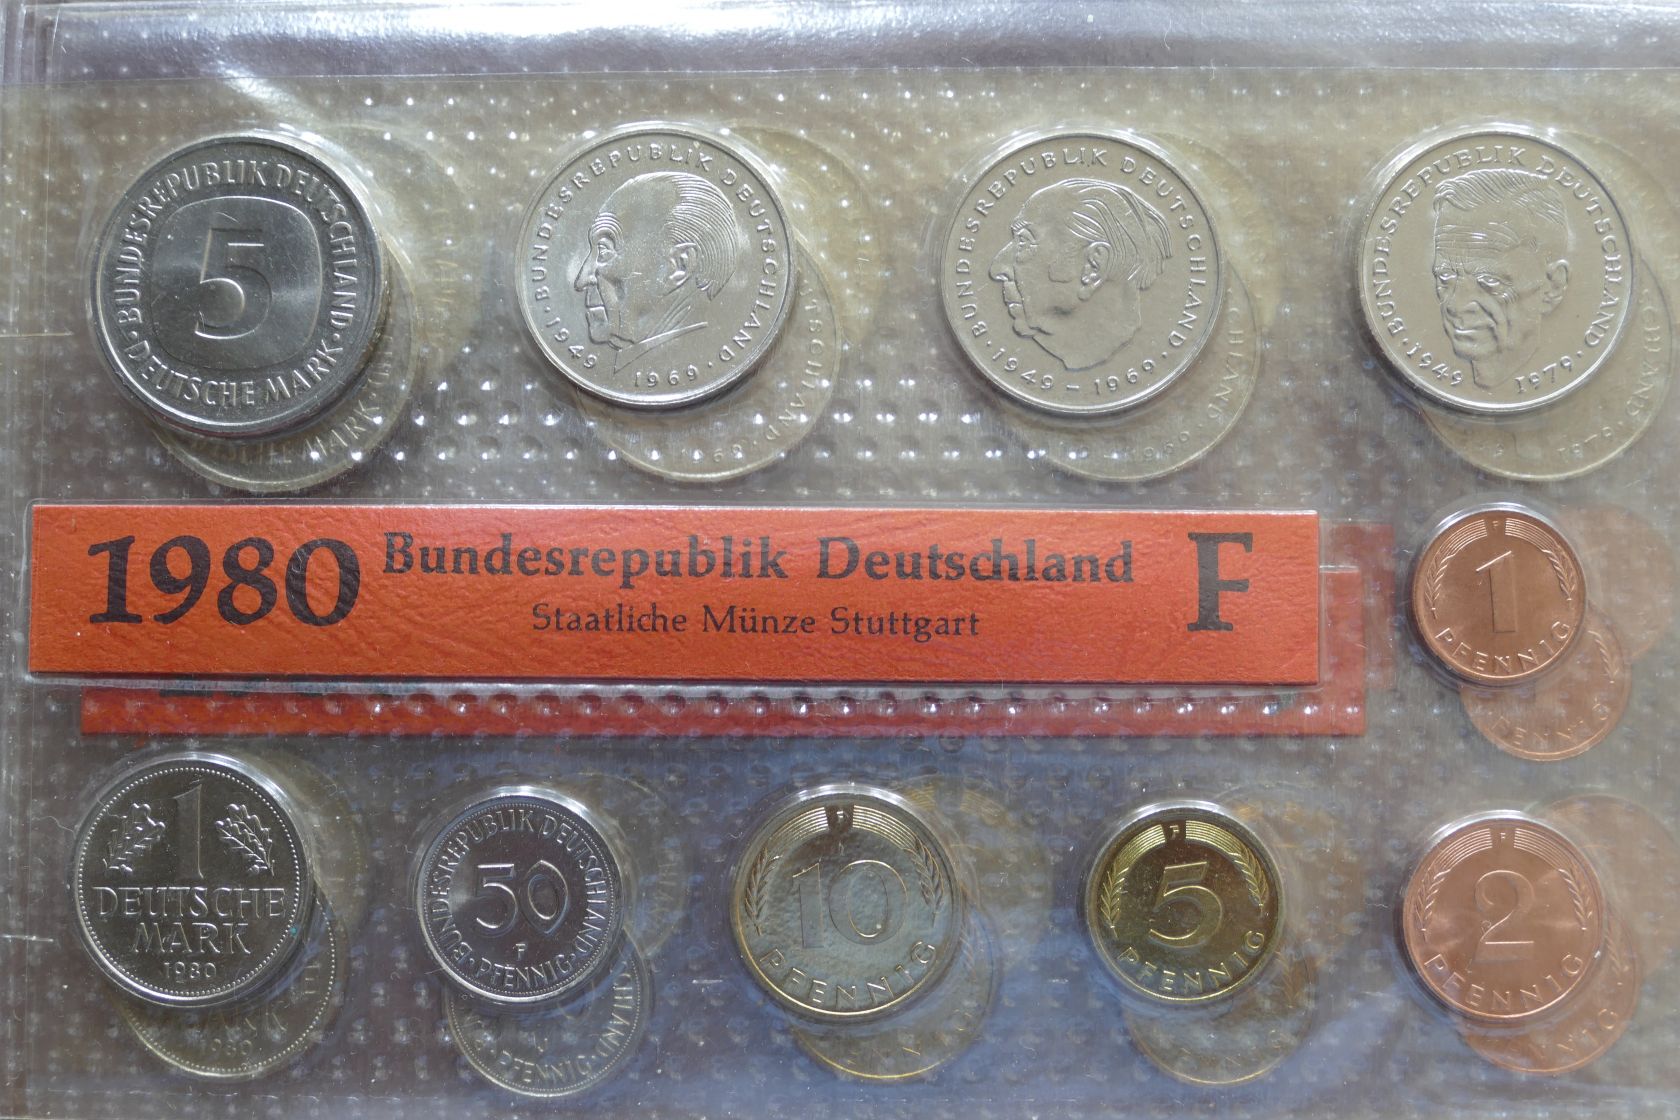 BUNDESREPUBLIK DEUTSCHLAND
5
DEUTSCHE MARK
BUNDESREPUBLIK DEUTSCHLAND
1949 1969
BUNDESREPUBLIK DEUTSCHLAND
1949 – 1969
BUNDESREPUBLIK DEUTSCHLAND
1949 1979
1980 Bundesrepublik Deutschland F
Staatliche Münze Stuttgart
F
1
PFENNIG
1
DEUTSCHE
MARK
1980
BUNDESREPUBLIK DEUTSCHLAND
50
F
PFENNIG
F
10
PFENNIG
F
5
PFENNIG
F
2
PFENNIG